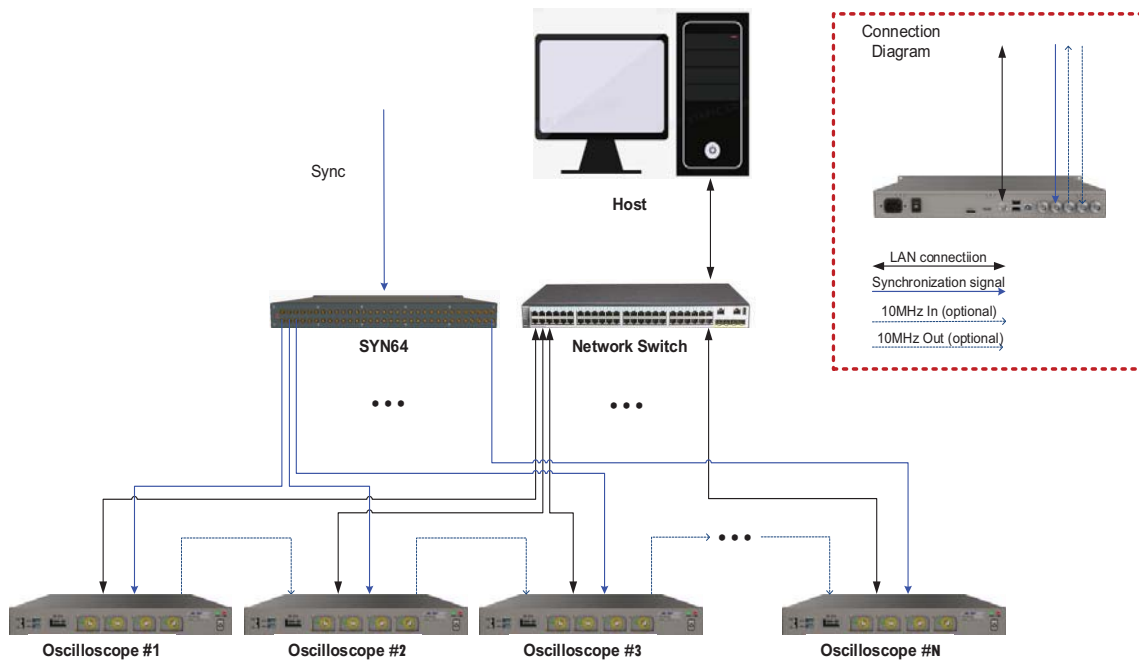 Connection
Diagram
Sync
Host
LAN connectiion
Synchronization signal
10MHz In (optional)
10MHz Out (optional)
SYN64
Network Switch
Oscilloscope #1
Oscilloscope #2
Oscilloscope #3
Oscilloscope #N